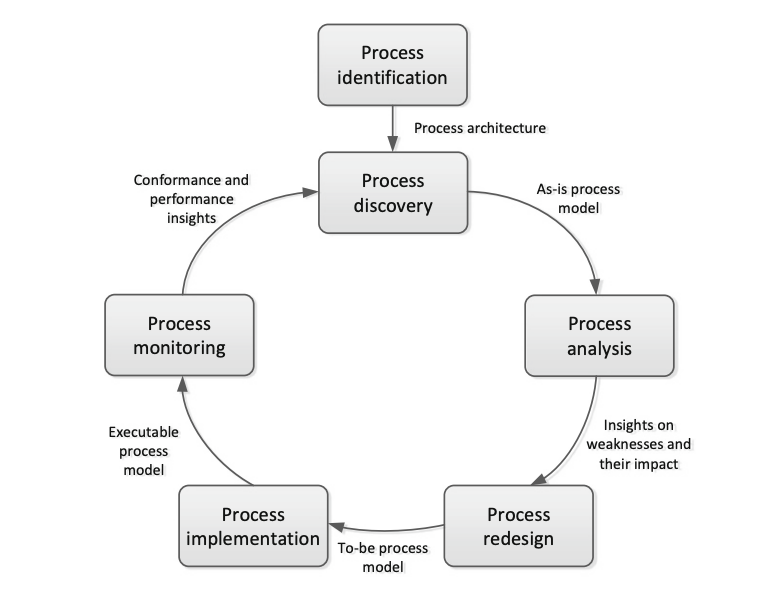 Process
identification
Process architecture
Process
discovery
Conformance and
performance
insights
As-is process
model
Process
monitoring
Process
analysis
Executable
process
model
Insights on
weaknesses and
their impact
Process
implementation
Process
redesign
To-be process
model